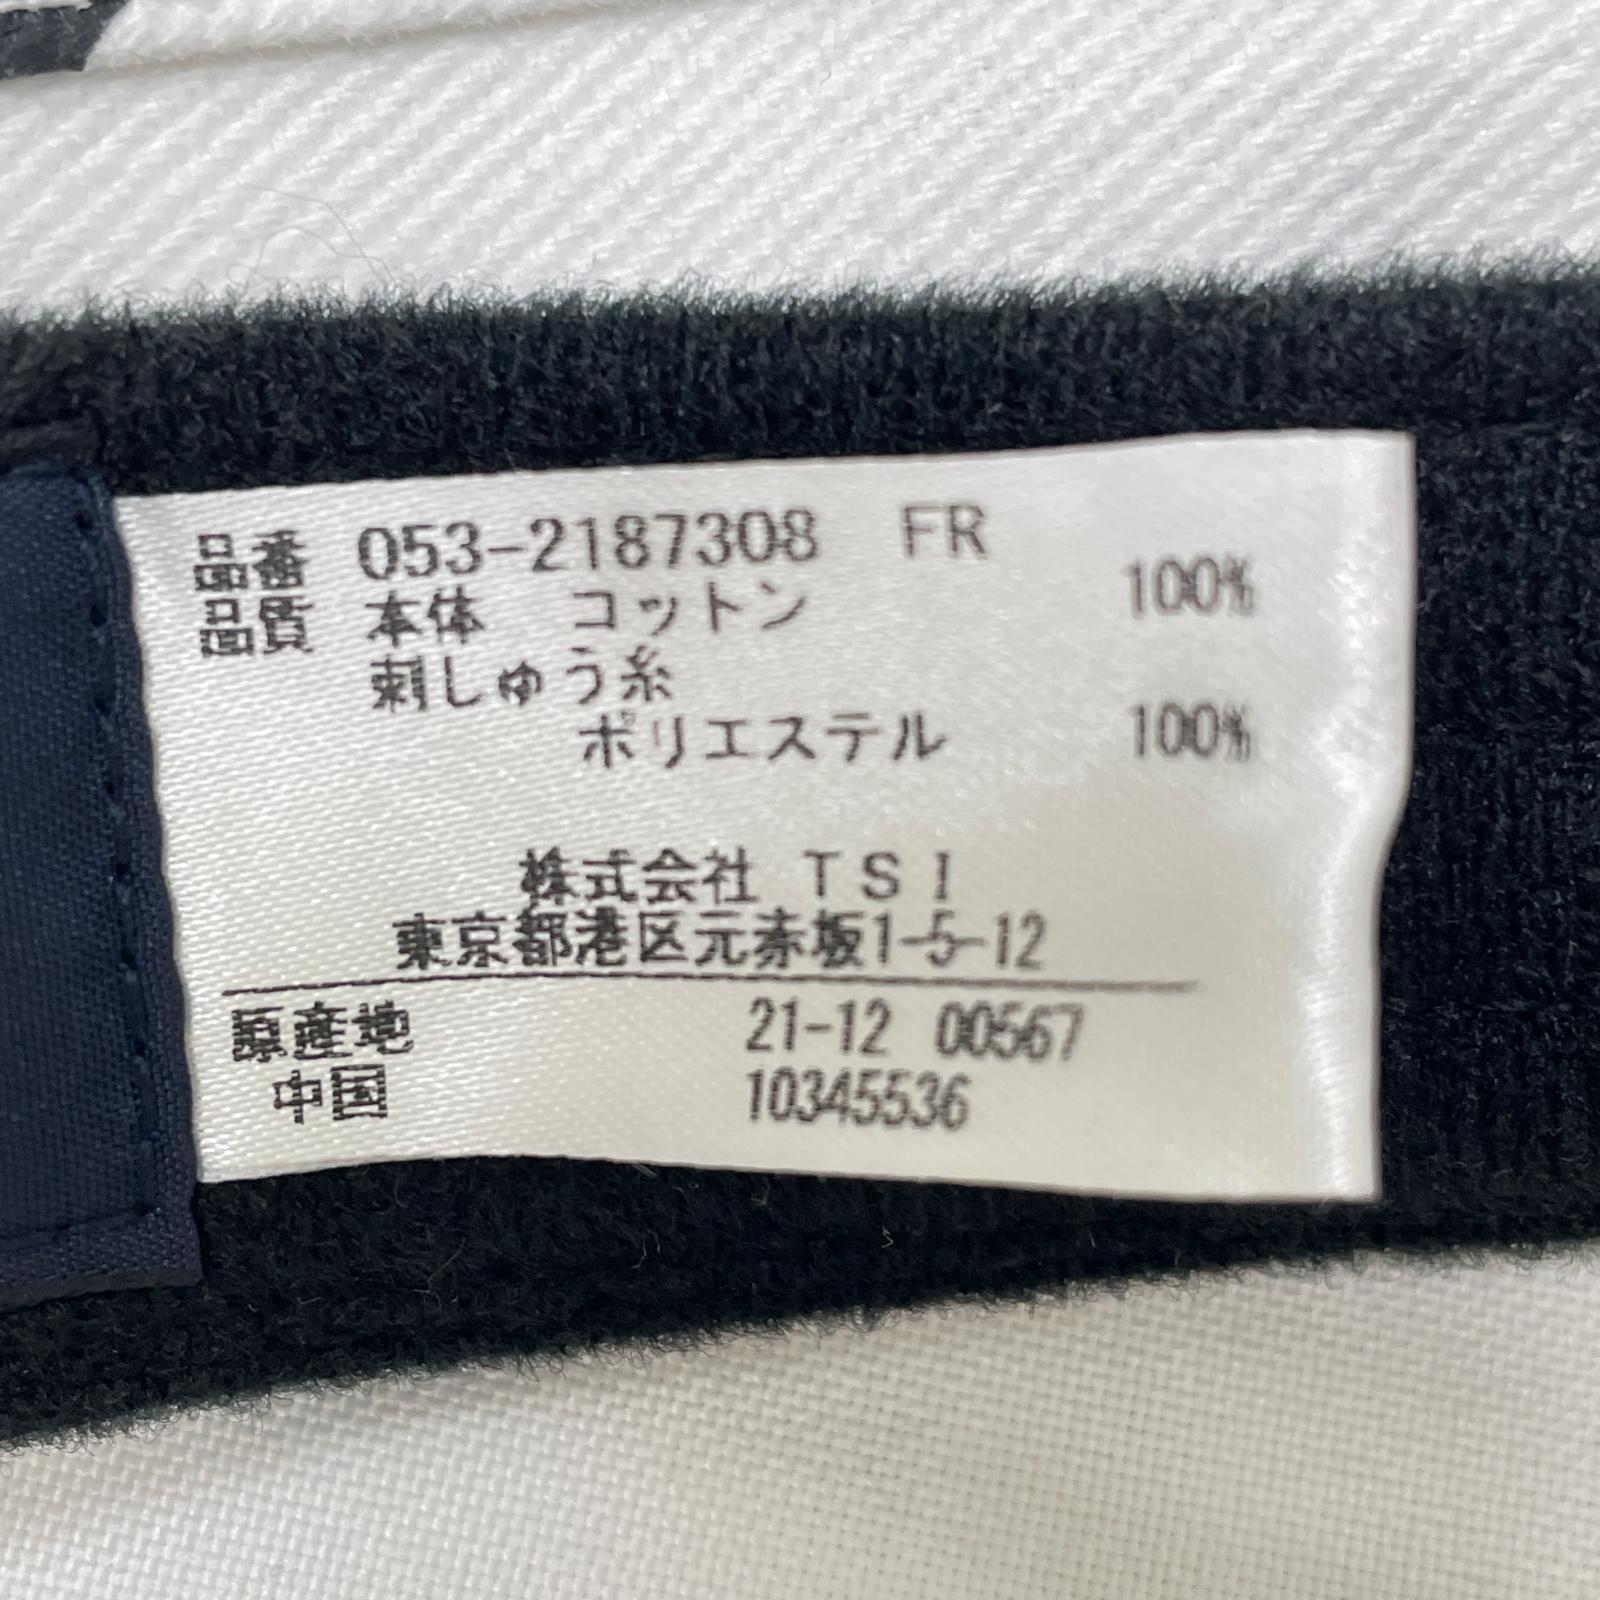 品番 053-2187308 FR
品質 本体 コットン 100%
刺しゅう糸
ポリエステル 100%
株式会社 TSI
東京都港区元赤坂1-5-12
原産地 21-12 00567
中国 10345536